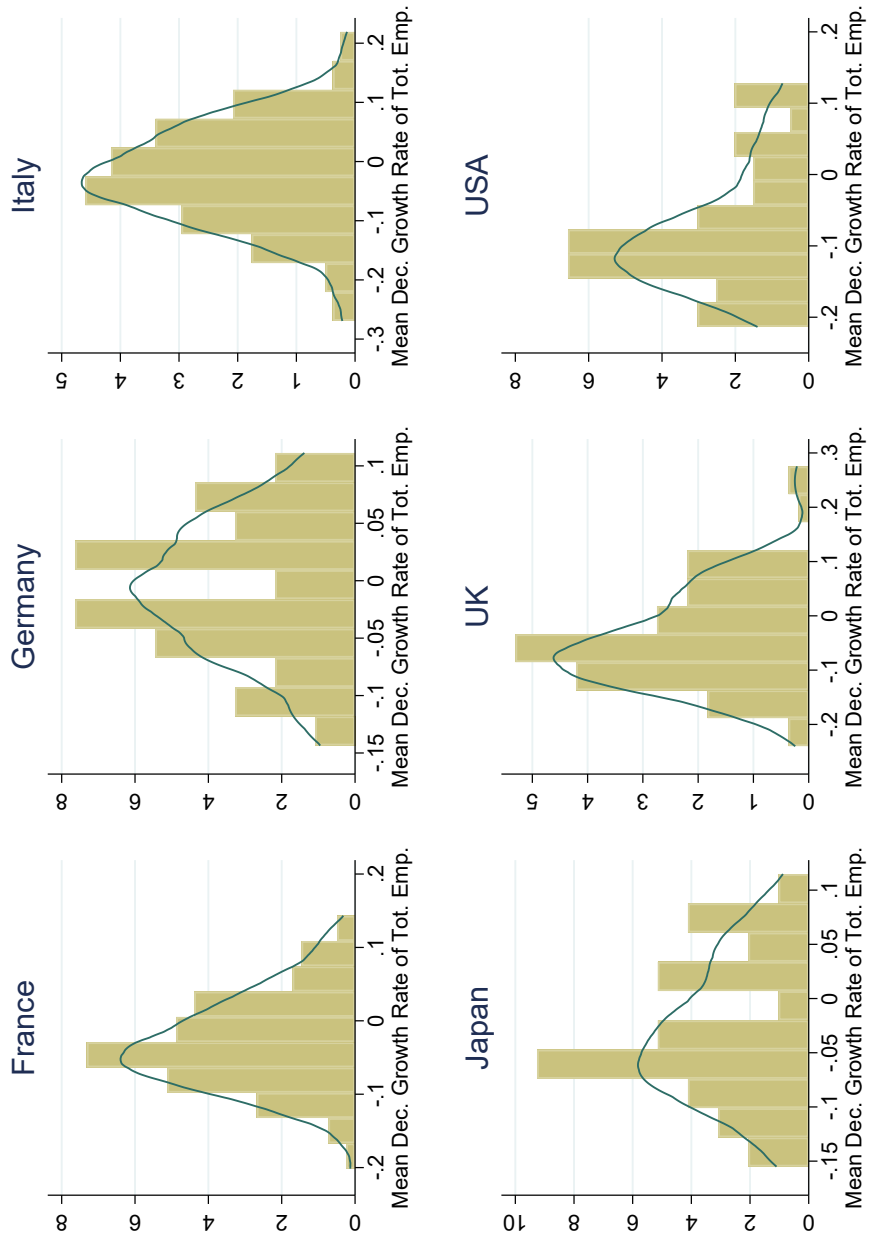 France
0 2 4 6 8
-.2 -.1 0 .1 .2
Mean Dec. Growth Rate of Tot. Emp.
Germany
0 2 4 6 8
-.15 -.1 -.05 0 .05 .1
Mean Dec. Growth Rate of Tot. Emp.
Italy
0 1 2 3 4 5
-.3 -.2 -.1 0 .1 .2
Mean Dec. Growth Rate of Tot. Emp.
Japan
0 2 4 6 8 10
-.15 -.1 -.05 0 .05 .1
Mean Dec. Growth Rate of Tot. Emp.
UK
0 1 2 3 4 5
-.2 -.1 0 .1 .2 .3
Mean Dec. Growth Rate of Tot. Emp.
USA
0 2 4 6 8
-.2 -.1 0 .1 .2
Mean Dec. Growth Rate of Tot. Emp.